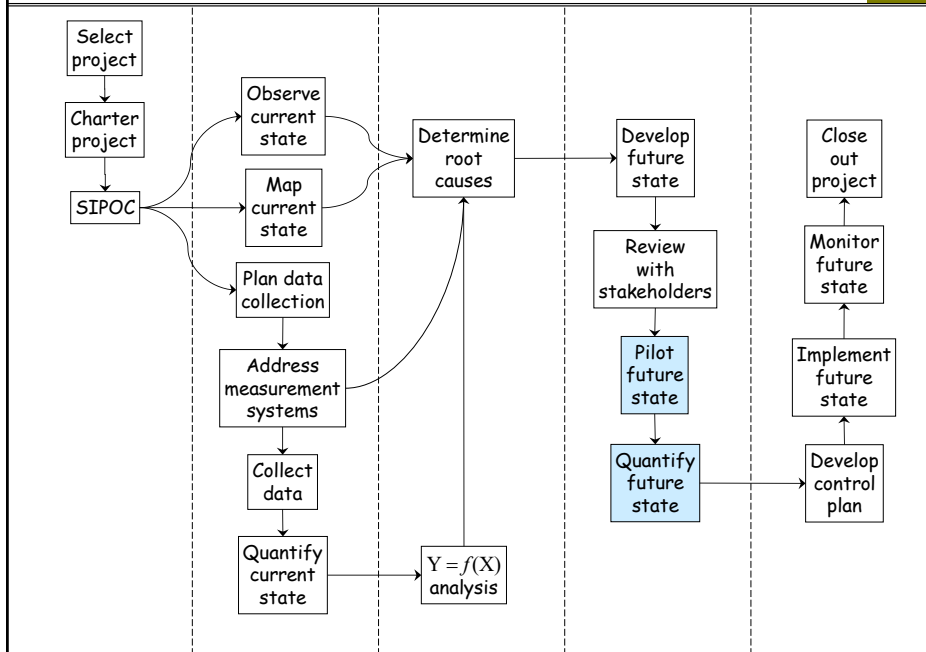 Select
project
Charter
project
SIPOC
Observe
current
state
Map
current
state
Plan data
collection
Address
measurement
systems
Collect
data
Quantify
current
state
Determine
root
causes
Y = f(X)
analysis
Develop
future
state
Review
with
stakeholders
Pilot
future
state
Quantify
future
state
Close
out
project
Monitor
future
state
Implement
future
state
Develop
control
plan